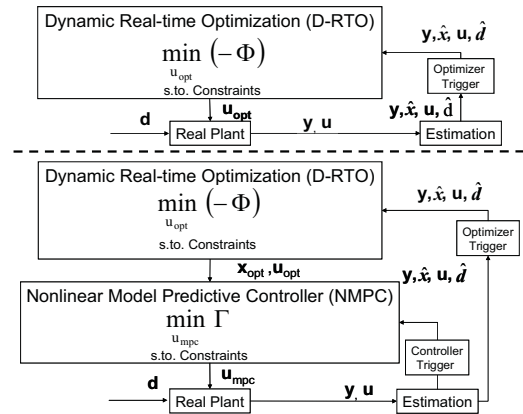 Dynamic Real-time Optimization (D-RTO)
min (−Φ)
u_opt
s.to. Constraints
y,x̂, u, d̂
Optimizer
Trigger
u_opt
y,x̂, u, d̂
d
Real Plant
y, u
Estimation
Dynamic Real-time Optimization (D-RTO)
min (−Φ)
u_opt
s.to. Constraints
y,x̂, u, d̂
Optimizer
Trigger
x_opt ,u_opt
y,x̂, u, d̂
Nonlinear Model Predictive Controller (NMPC)
min Γ
u_mpc
s.to. Constraints
Controller
Trigger
u_mpc
d
Real Plant
y, u
Estimation